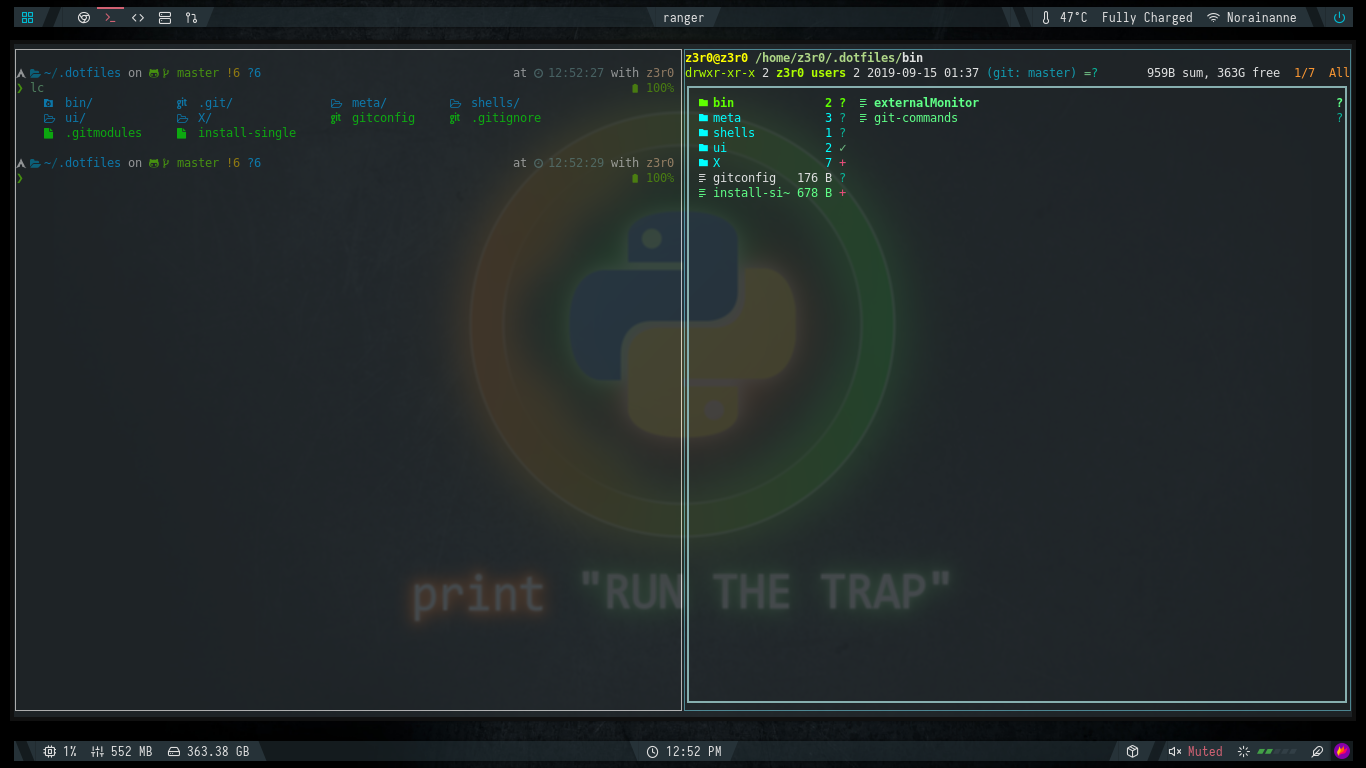 ranger
47°C Fully Charged Norainanne
~/.dotfiles on master !6 ?6 at 12:52:27 with z3r0
❯ lc 100%
bin/ .git/ meta/ shells/
ui/ X/ gitconfig .gitignore
.gitmodules install-single
~/.dotfiles on master !6 ?6 at 12:52:29 with z3r0
❯ 100%
z3r0@z3r0 /home/z3r0/.dotfiles/bin
drwxr-xr-x 2 z3r0 users 2 2019-09-15 01:37 (git: master) =? 959B sum, 363G free 1/7 All
bin 2 ? externalMonitor ?
meta 3 ? git-commands ?
shells 1 ?
ui 2 ✓
X 7 +
gitconfig 176 B ?
install-si~ 678 B +
print "RUN THE TRAP"
1% 552 MB 363.38 GB
12:52 PM
Muted